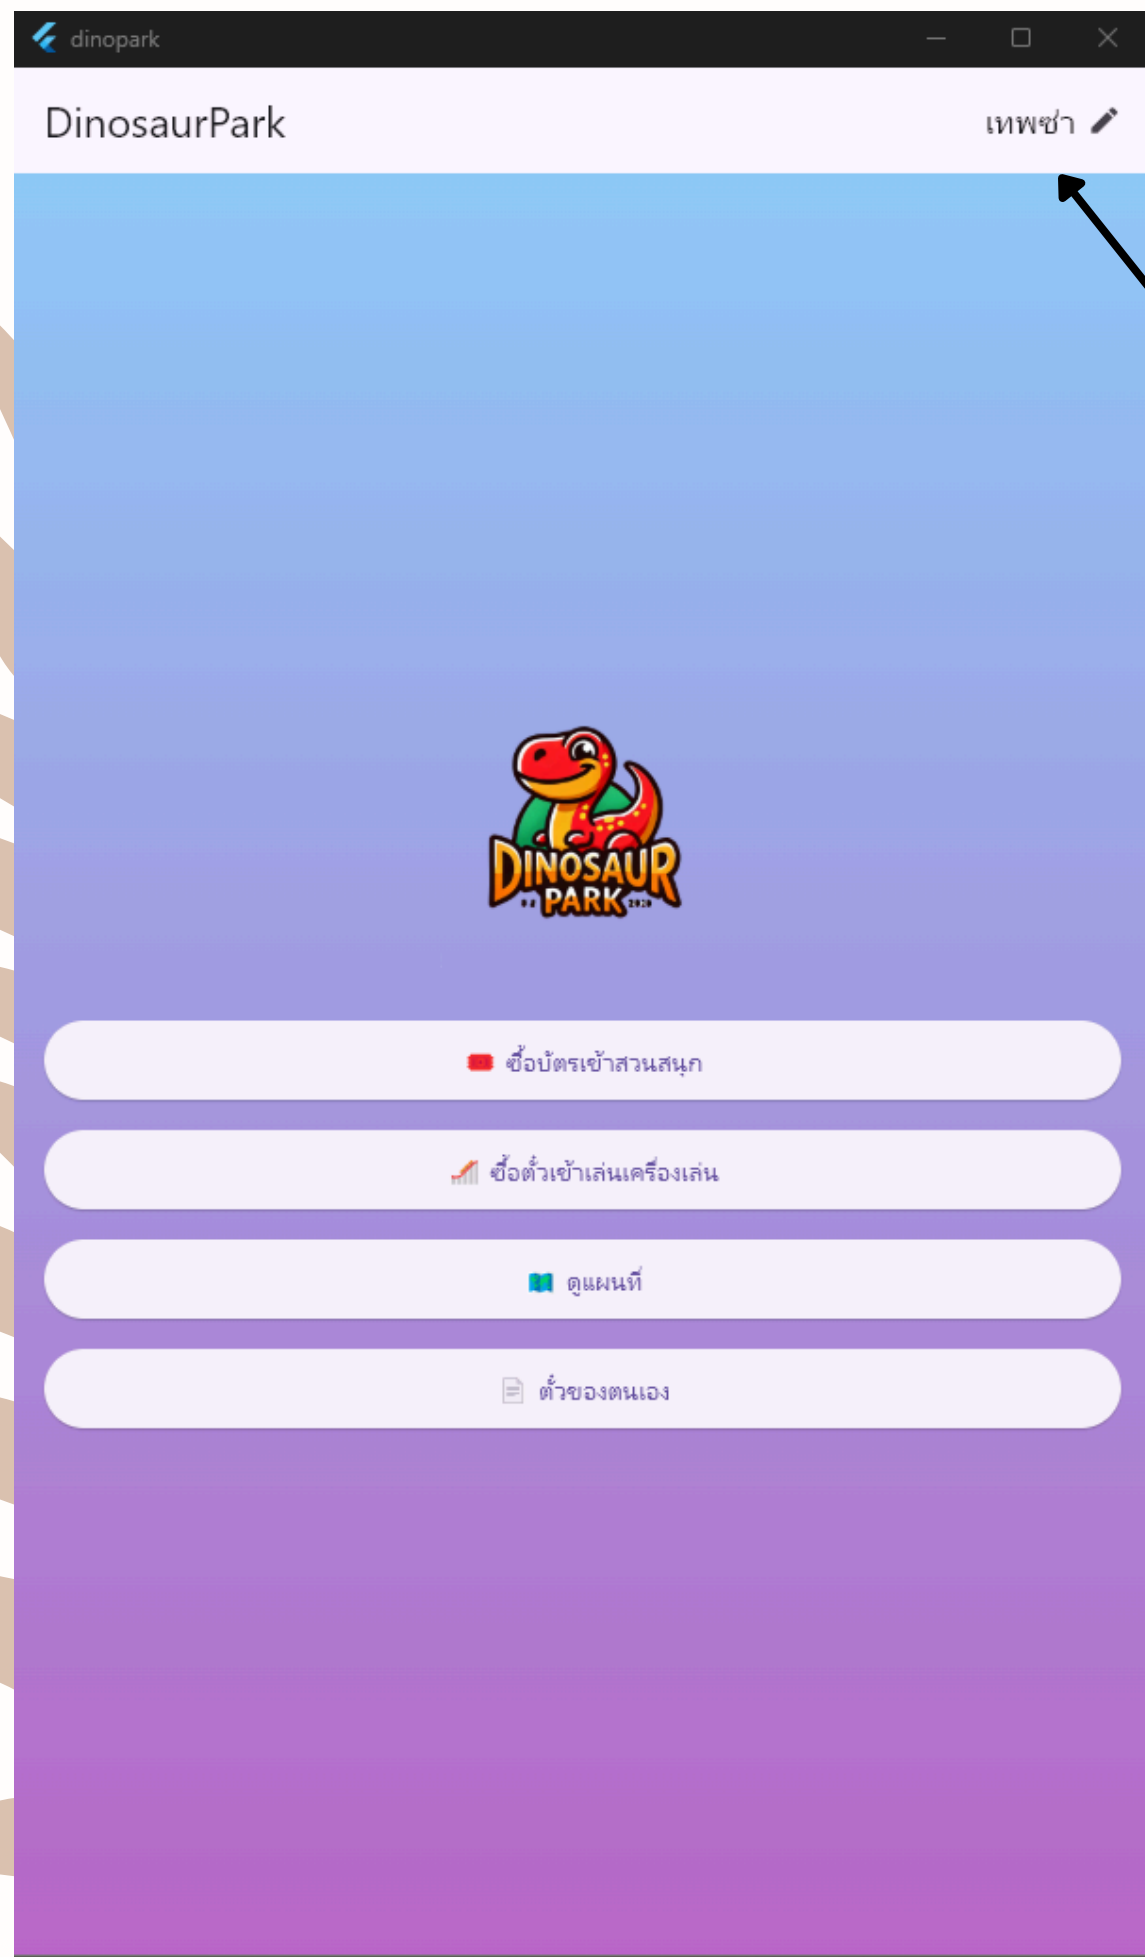 dinopark
DinosaurPark
เทพซ่า
DINOSAUR
PARK
ซื้อบัตรเข้าสวนสนุก
ซื้อตั๋วเข้าเล่นเครื่องเล่น
ดูแผนที่
ตั๋วของตนเอง